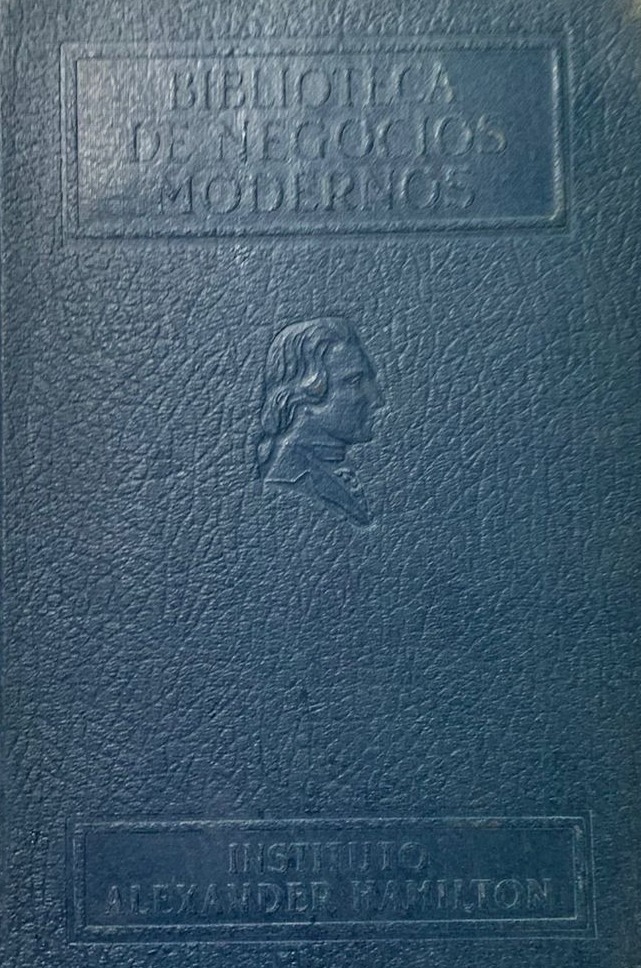 BIBLIOTECA
DE NEGOCIOS
MODERNOS
INSTITUTO
ALEXANDER HAMILTON